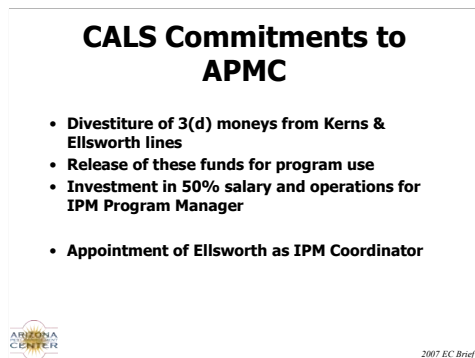 CALS Commitments to
APMC
• Divestiture of 3(d) moneys from Kerns &
Ellsworth lines
• Release of these funds for program use
• Investment in 50% salary and operations for
IPM Program Manager
• Appointment of Ellsworth as IPM Coordinator
ARIZONA
CENTER
2007 EC Brief